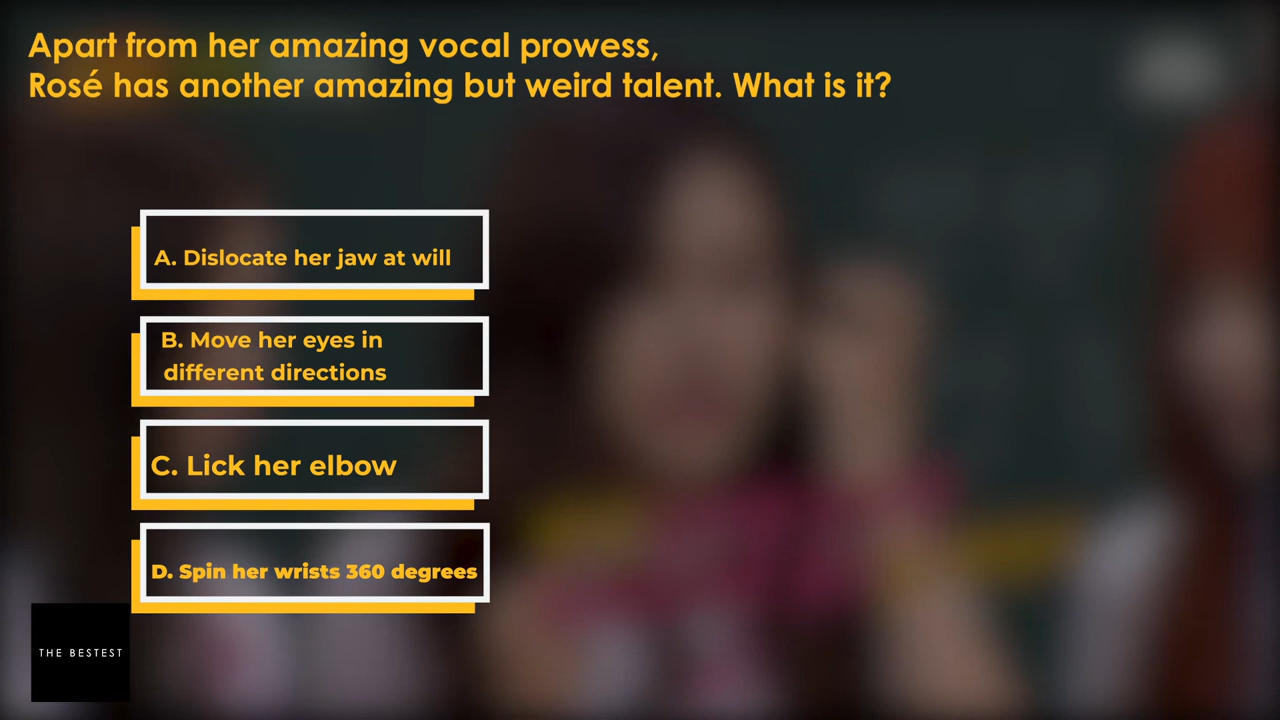 Apart from her amazing vocal prowess,
Rosé has another amazing but weird talent. What is it?
A. Dislocate her jaw at will
B. Move her eyes in
different directions
C. Lick her elbow
D. Spin her wrists 360 degrees
THE BESTEST